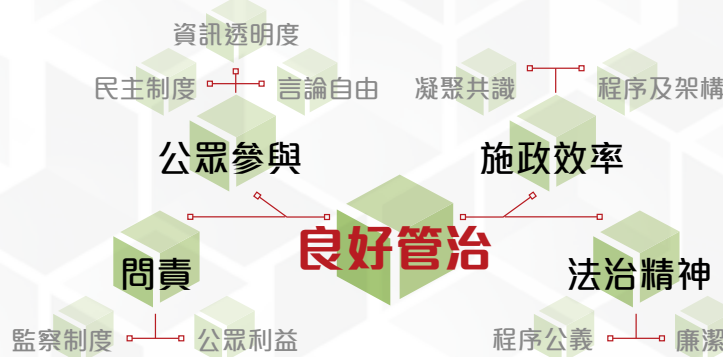 資訊透明度
民主制度
言論自由
凝聚共識
程序及架構
公眾參與
施政效率
良好管治
問責
法治精神
監察制度
公眾利益
程序公義
廉潔